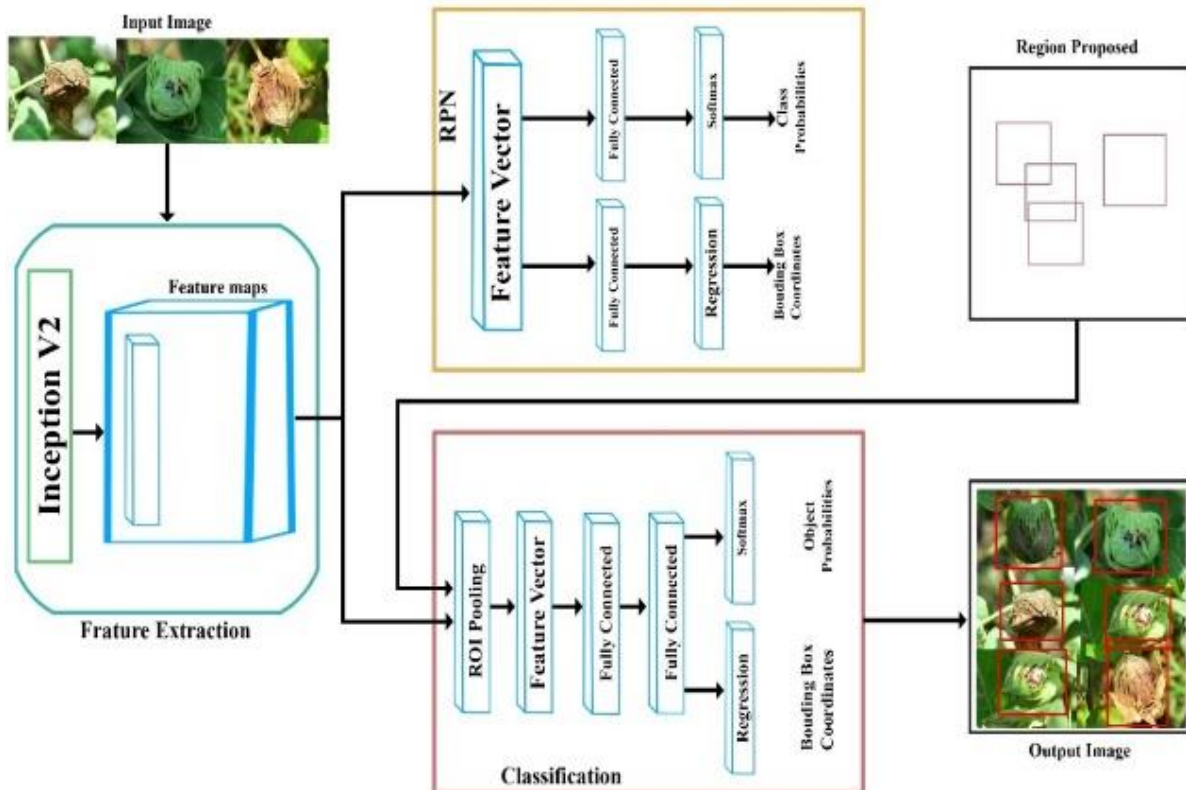 Input Image
Inception V2
Feature maps
Frature Extraction
RPN
Feature Vector
Fully Connected
Softmax
Class
Probabilities
Fully Connected
Regression
Bouding Box
Coordinates
Region Proposed
ROI Pooling
Feature Vector
Fully Connected
Fully Connected
Softmax
Object
Probabilities
Regression
Bouding Box
Coordinates
Classification
Output Image